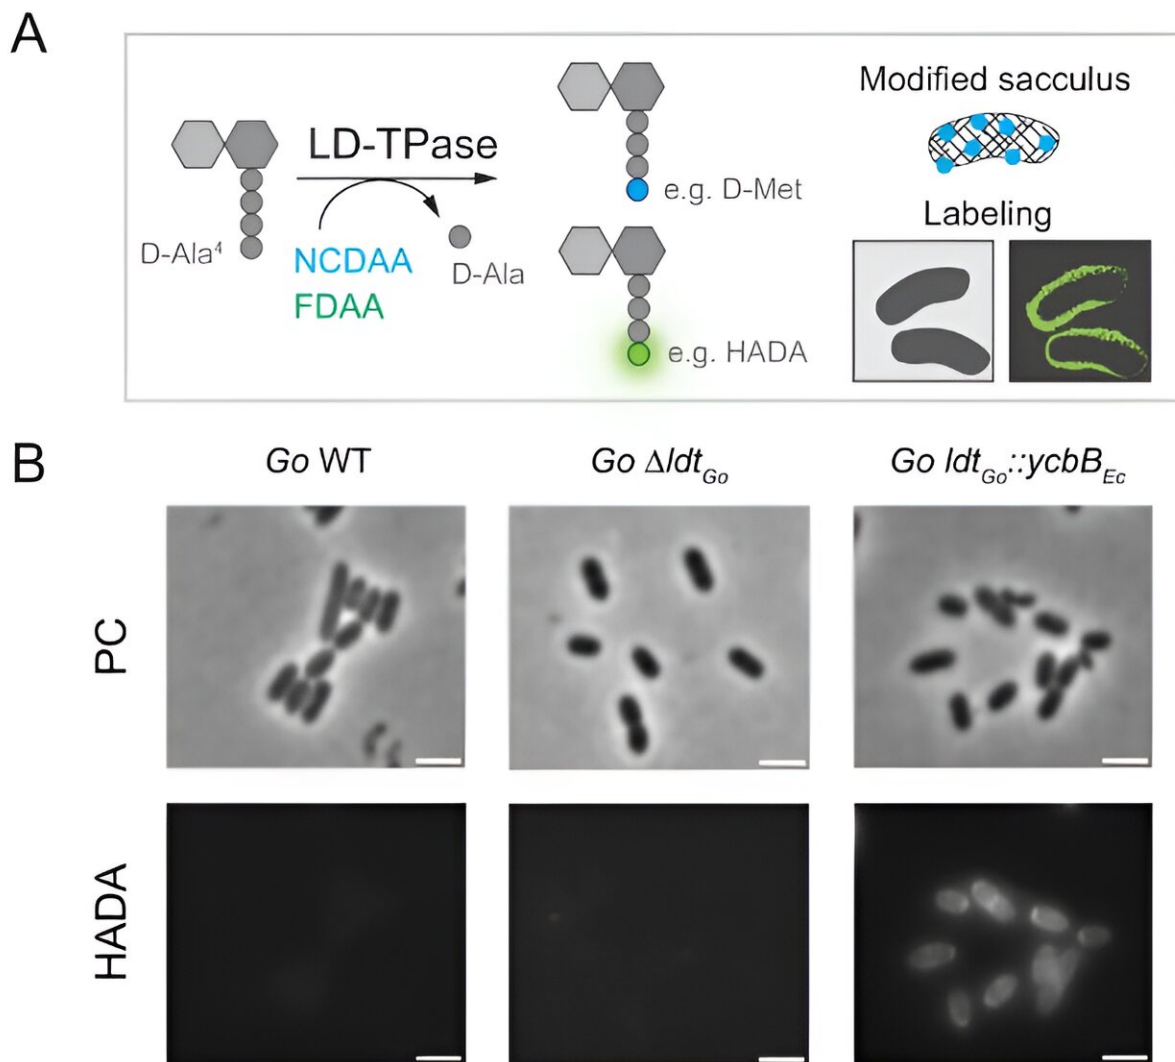 A
LD-TPase
D-Ala⁴
NCDAA
FDAA
D-Ala
e.g. D-Met
e.g. HADA
Modified sacculus
Labeling
B
Go WT
Go ΔldtGo
Go ldtGo::ycbBEc
PC
HADA